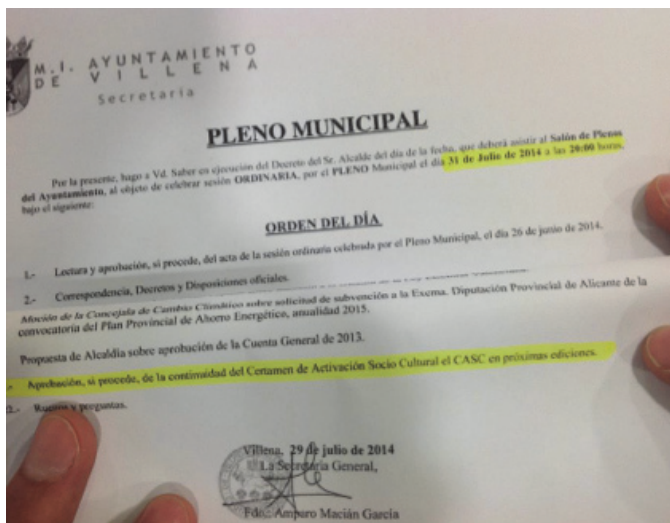 M.I. AYUNTAMIENTO
DE VILLENA
Secretaria
PLENO MUNICIPAL
Por la presente, hago a Vd. Saber en ejecución del Decreto del Sr. Alcalde del día de la fecha, que deberá asistir al Salón de Plenos
del Ayuntamiento, al objeto de celebrar sesión ORDINARIA, por el PLENO Municipal el día 31 de Julio de 2014 a las 20:00 horas,
bajo el siguiente:
ORDEN DEL DÍA
1.- Lectura y aprobación, si procede, del acta de la sesión ordinaria celebrada por el Pleno Municipal, el día 26 de junio de 2014.
2.- Correspondencia, Decretos y Disposiciones oficiales.
Moción de la Concejala de Cambio Climático sobre solicitud de subvención a la Excma. Diputación Provincial de Alicante de la
convocatoria del Plan Provincial de Ahorro Energético, anualidad 2015.
Propuesta de Alcaldía sobre aprobación de la Cuenta General de 2013.
.- Aprobación, si procede, de la continuidad del Certamen de Activación Socio Cultural el CASC en próximas ediciones.
.- Ruegos y preguntas.
Villena, 29 de julio de 2014
La Secretaria General,
Fdo.: Amparo Macián García